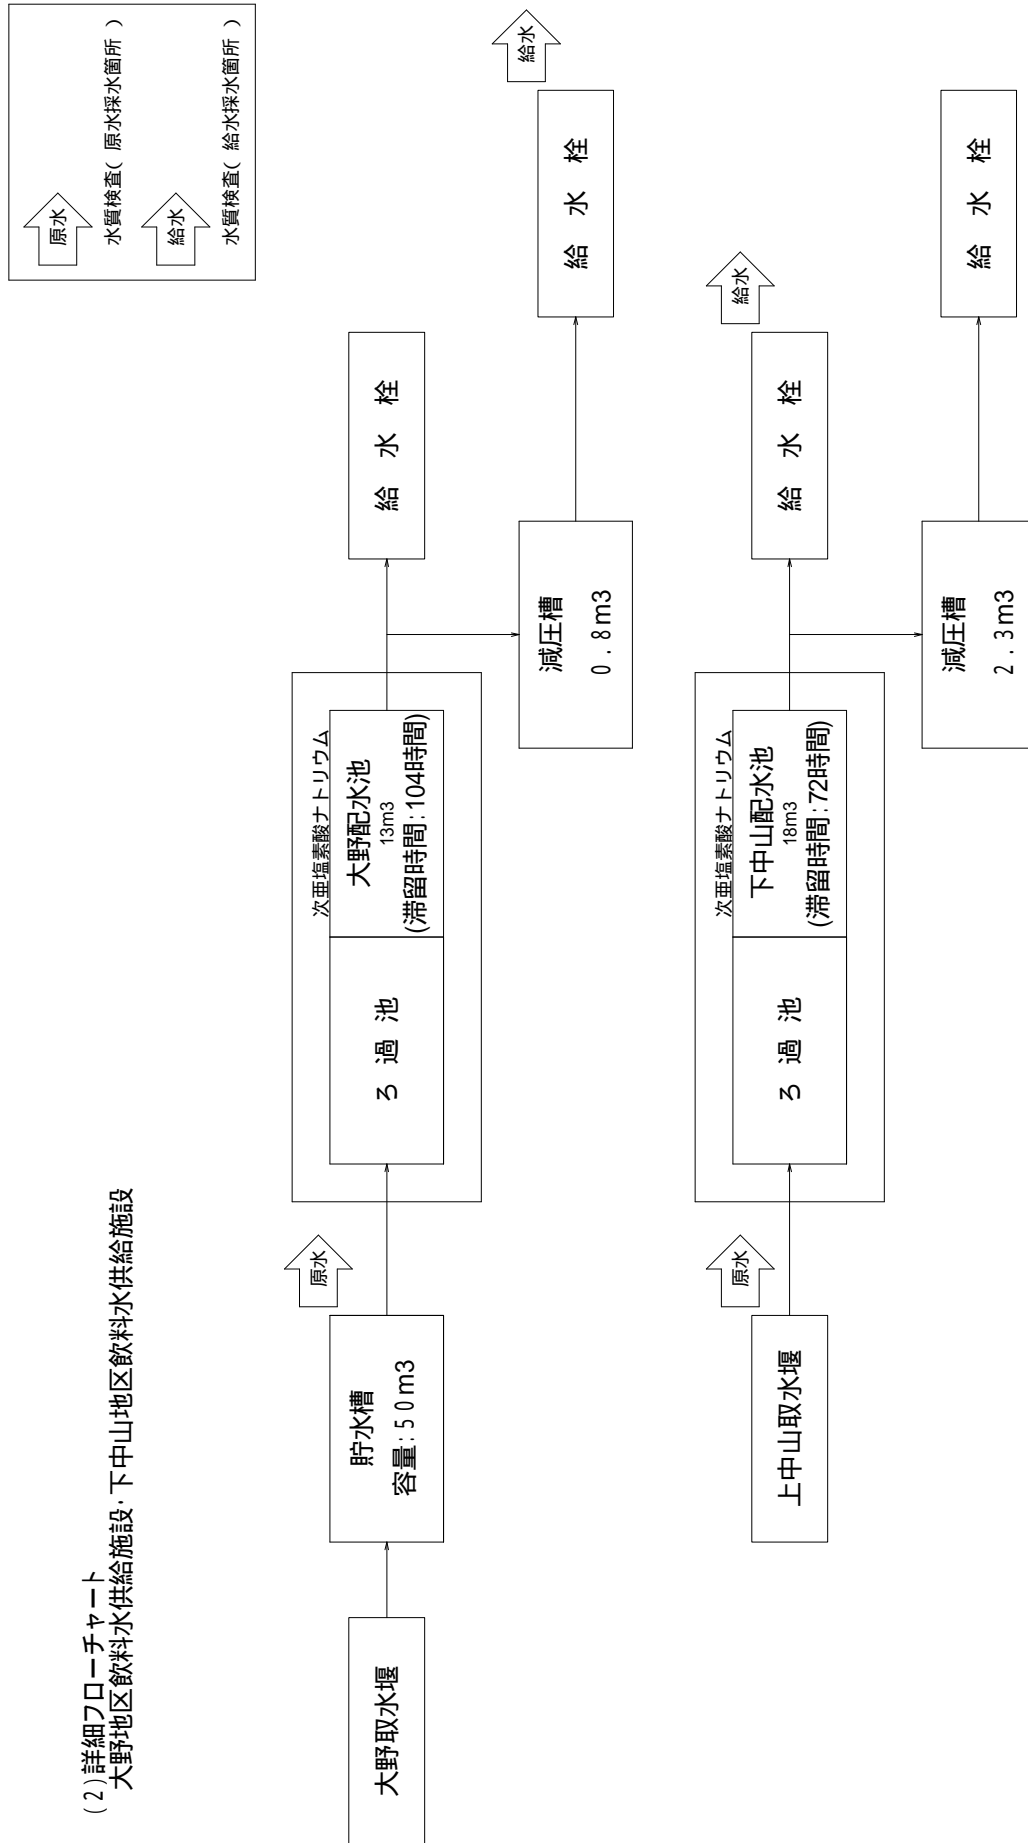 (2)詳細フローチャート
大野地区飲料水供給施設・下中山地区飲料水供給施設
原水
水質検査(原水採水箇所)
給水
水質検査(給水採水箇所)
大野取水堰
貯水槽
容量:50m3
原水
ろ過池
次亜塩素酸ナトリウム
大野配水池
13m3
(滞留時間:104時間)
給水栓
減圧槽
0.8m3
給水栓
給水
上中山取水堰
原水
ろ過池
次亜塩素酸ナトリウム
下中山配水池
18m3
(滞留時間:72時間)
給水栓
給水
減圧槽
2.3m3
給水栓